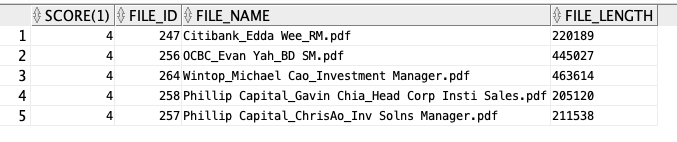 SCORE(1) FILE_ID FILE_NAME FILE_LENGTH
1 4 247 Citibank_Edda Wee_RM.pdf 220189
2 4 256 OCBC_Evan Yah_BD SM.pdf 445027
3 4 264 Wintop_Michael Cao_Investment Manager.pdf 463614
4 4 258 Phillip Capital_Gavin Chia_Head Corp Insti Sales.pdf 205120
5 4 257 Phillip Capital_ChrisAo_Inv Solns Manager.pdf 211538